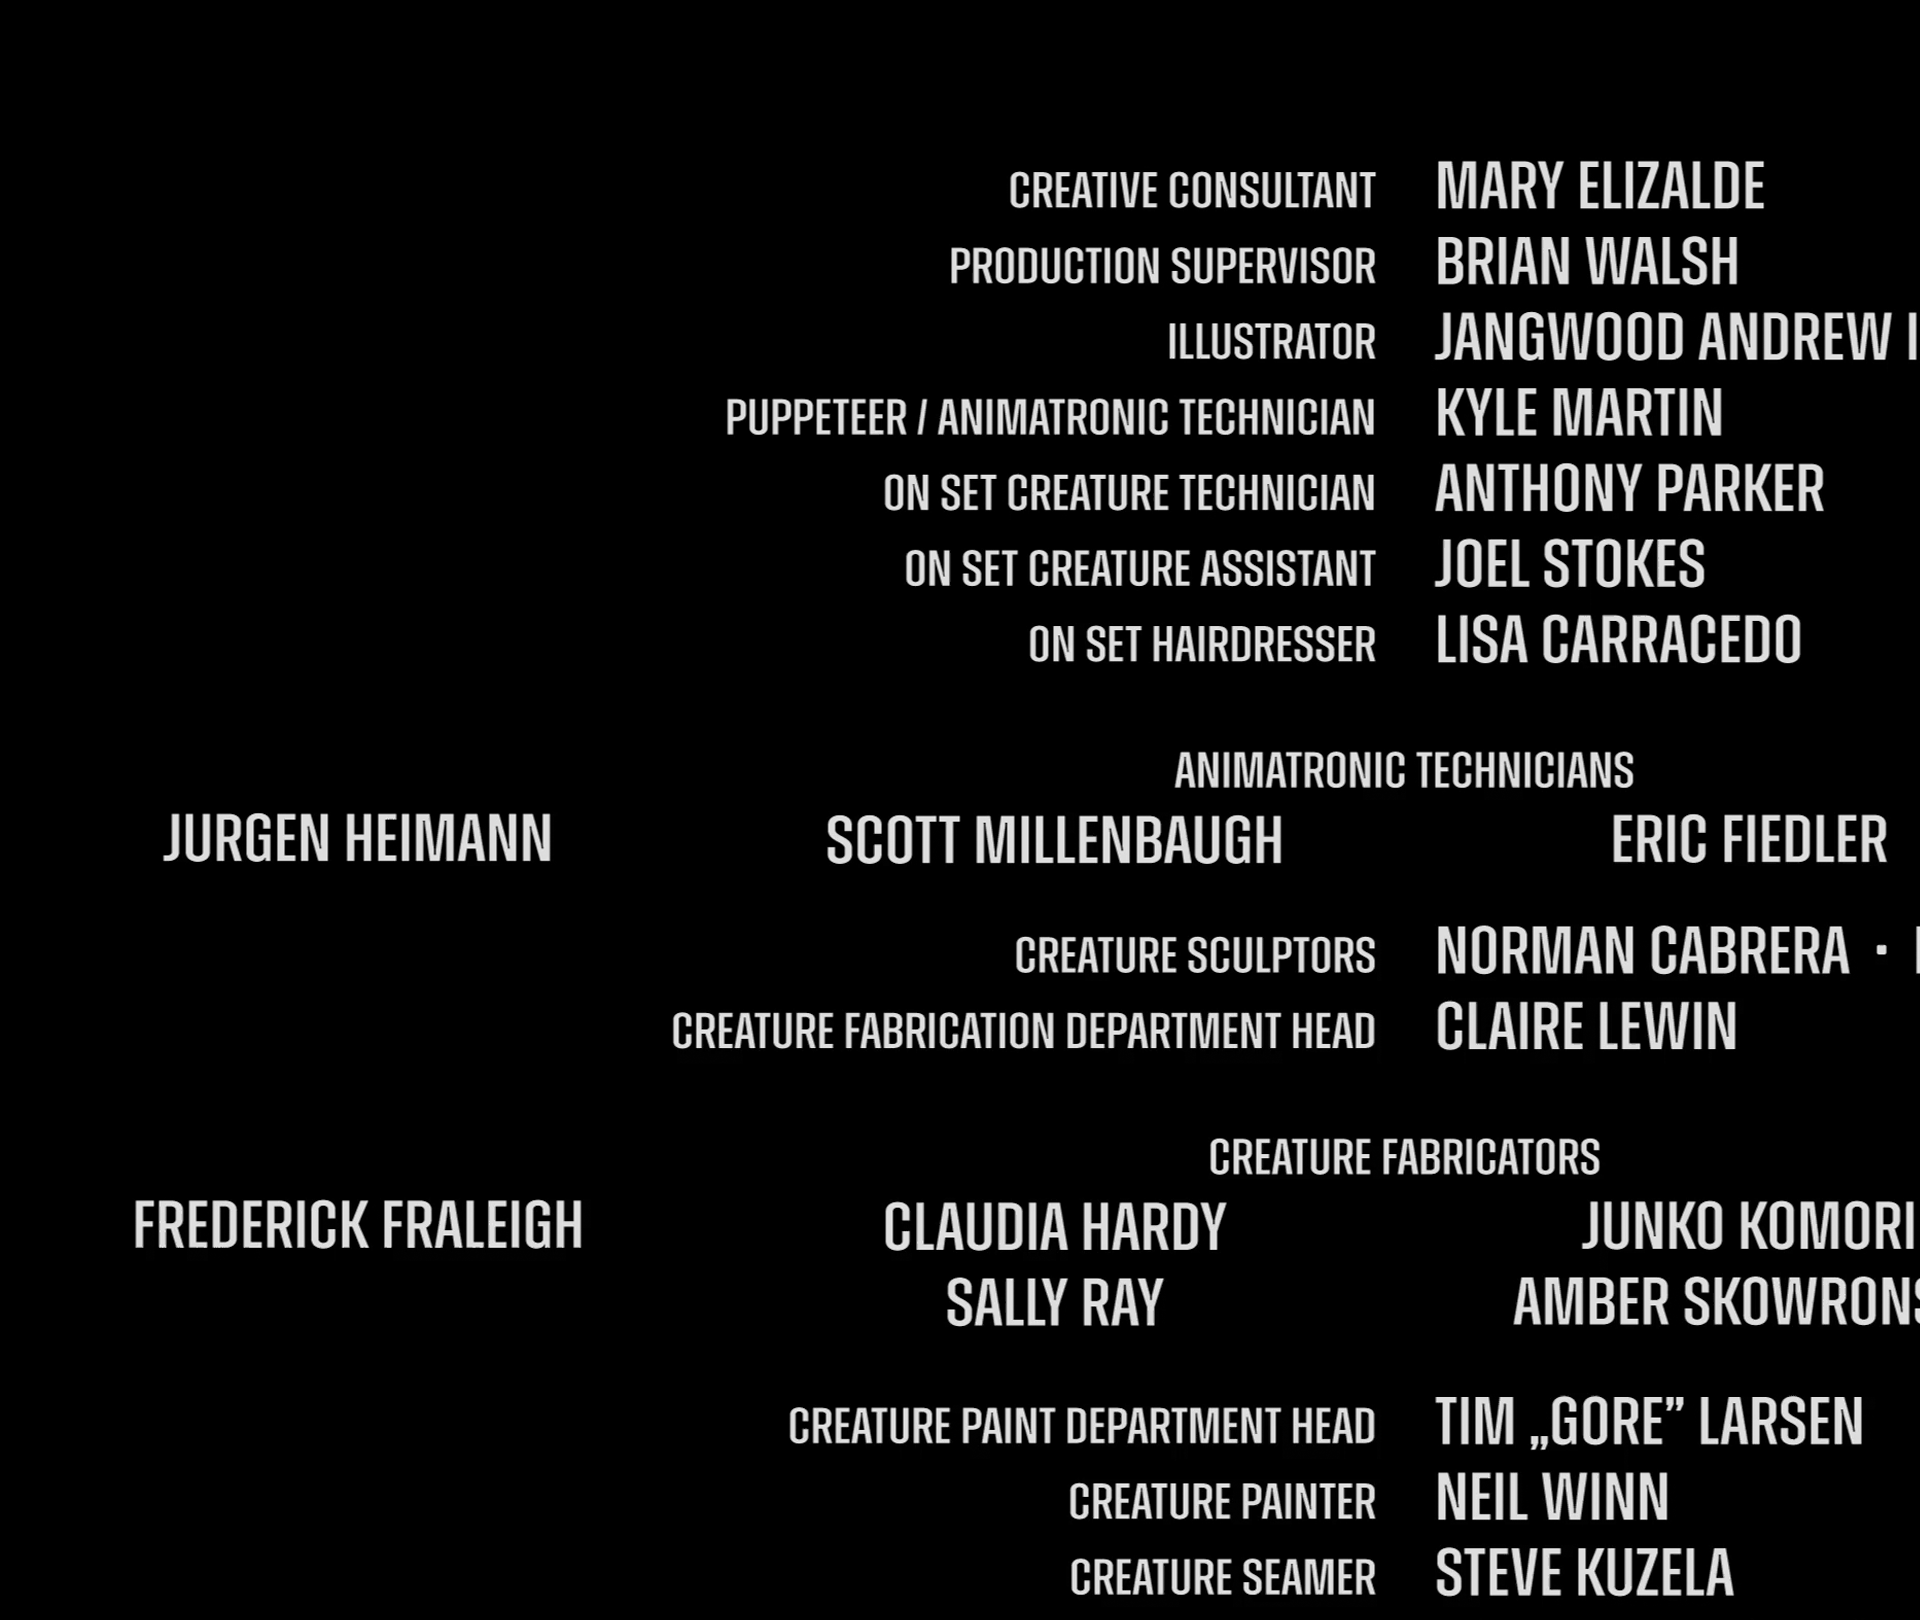 CREATIVE CONSULTANT MARY ELIZALDE
PRODUCTION SUPERVISOR BRIAN WALSH
ILLUSTRATOR JANGWOOD ANDREW
PUPPETEER / ANIMATRONIC TECHNICIAN KYLE MARTIN
ON SET CREATURE TECHNICIAN ANTHONY PARKER
ON SET CREATURE ASSISTANT JOEL STOKES
ON SET HAIRDRESSER LISA CARRACEDO
ANIMATRONIC TECHNICIANS
JURGEN HEIMANN SCOTT MILLENBAUGH ERIC FIEDLER
CREATURE SCULPTORS NORMAN CABRERA ·
CREATURE FABRICATION DEPARTMENT HEAD CLAIRE LEWIN
CREATURE FABRICATORS
FREDERICK FRALEIGH CLAUDIA HARDY JUNKO KOMORI
SALLY RAY AMBER
CREATURE PAINT DEPARTMENT HEAD TIM „GORE” LARSEN
CREATURE PAINTER NEIL WINN
CREATURE SEAMER STEVE KUZELA